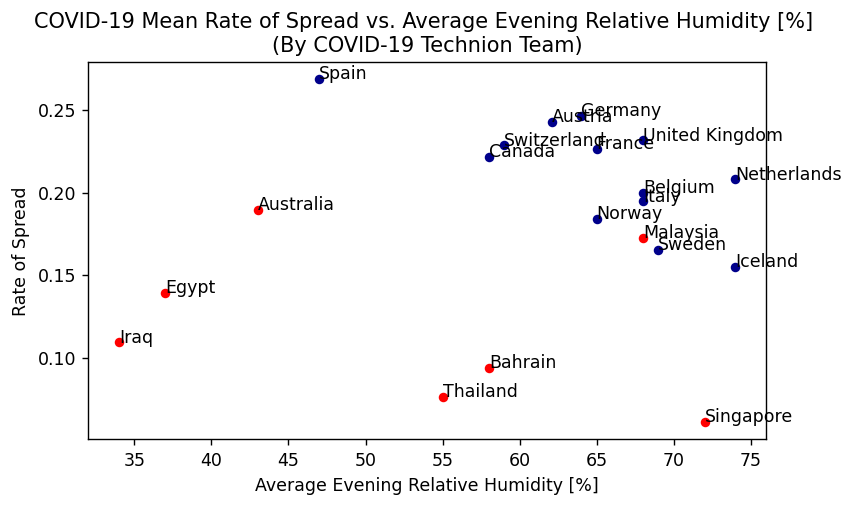 COVID-19 Mean Rate of Spread vs. Average Evening Relative Humidity [%]
(By COVID-19 Technion Team)
Spain
Germany
Austria
United Kingdom
Switzerland
France
Canada
Netherlands
Belgium
Italy
Australia
Norway
Malaysia
Sweden
Iceland
Egypt
Iraq
Bahrain
Thailand
Singapore
0.25
0.20
0.15
0.10
Rate of Spread
35
40
45
50
55
60
65
70
75
Average Evening Relative Humidity [%]